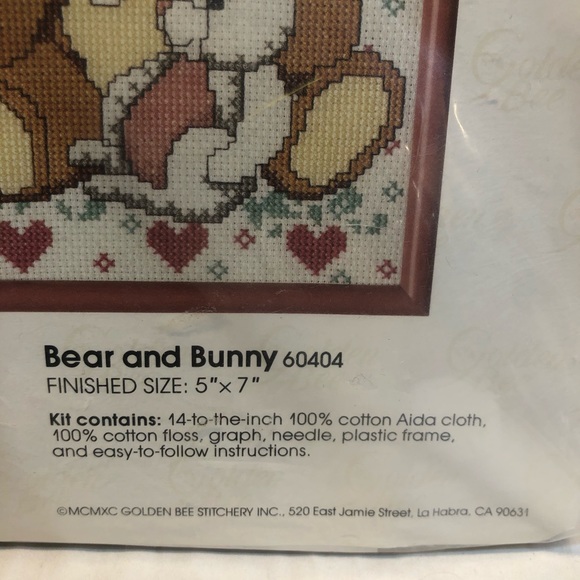 Bear and Bunny 60404
FINISHED SIZE: 5"x 7"
Kit contains: 14-to-the-inch 100% cotton Aida cloth,
100% cotton floss, graph, needle, plastic frame,
and easy-to-follow instructions.
©MCMXC GOLDEN BEE STITCHERY INC., 520 East Jamie Street, La Habra, CA 90631